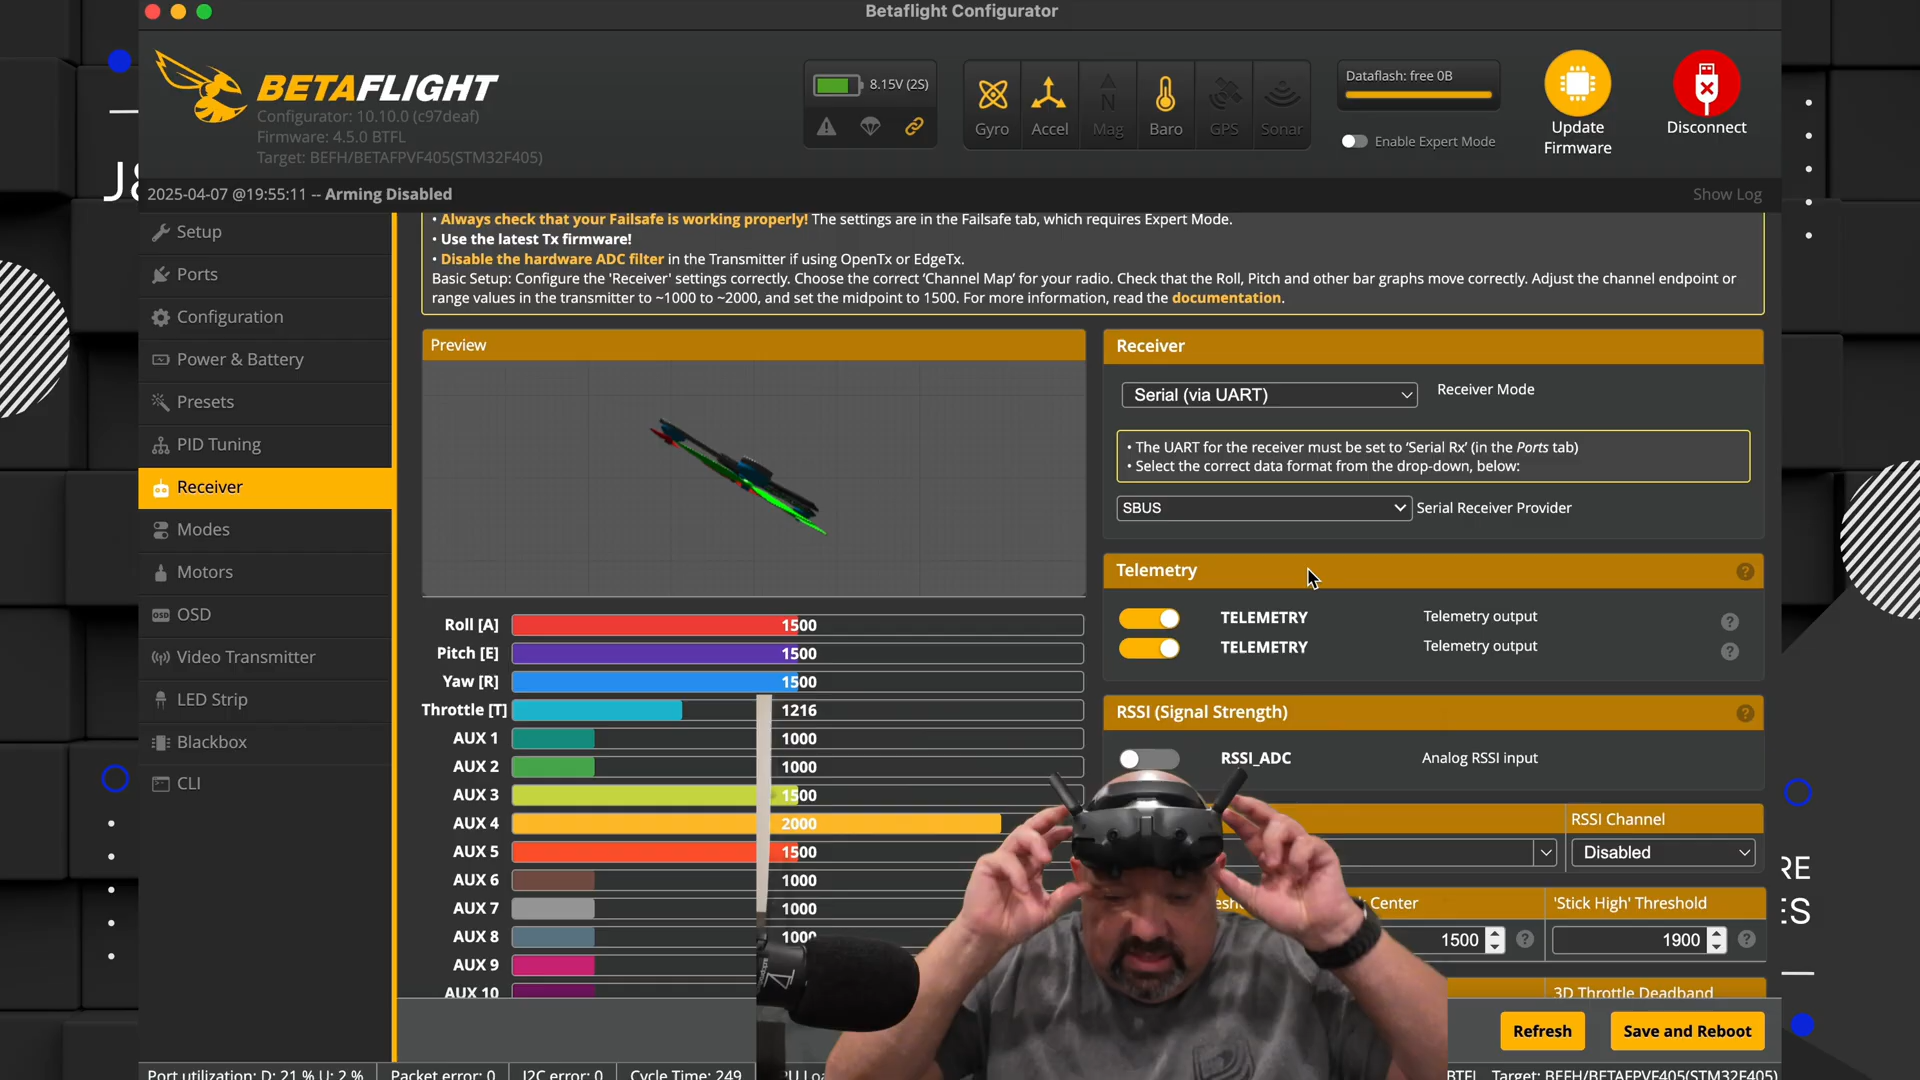 Betaflight Configurator
BETAFLIGHT
Configurator: 10.10.0 (c97deaf)
Firmware: 4.5.0 BTFL
Target: BEFH/BETAFPVF405(STM32F405)
8.15V (2S)
Gyro
Accel
N
Mag
Baro
GPS
Sonar
Dataflash: free 0B
Enable Expert Mode
Update
Firmware
Disconnect
J&
2025-04-07 @19:55:11 -- Arming Disabled
Show Log
Setup
Ports
Configuration
Power & Battery
Presets
PID Tuning
Receiver
Modes
Motors
OSD
OSD
Video Transmitter
LED Strip
Blackbox
CLI
• Always check that your Failsafe is working properly! The settings are in the Failsafe tab, which requires Expert Mode.
• Use the latest Tx firmware!
• Disable the hardware ADC filter in the Transmitter if using OpenTx or EdgeTx.
Basic Setup: Configure the 'Receiver' settings correctly. Choose the correct 'Channel Map' for your radio. Check that the Roll, Pitch and other bar graphs move correctly. Adjust the channel endpoint or
range values in the transmitter to ~1000 to ~2000, and set the midpoint to 1500. For more information, read the documentation.
Preview
Roll [A] 1500
Pitch [E] 1500
Yaw [R] 1500
Throttle [T] 1216
AUX 1 1000
AUX 2 1000
AUX 3 1500
AUX 4 2000
AUX 5 1500
AUX 6 1000
AUX 7 1000
AUX 8 1000
AUX 9
AUX 10
Receiver
Serial (via UART) Receiver Mode
• The UART for the receiver must be set to 'Serial Rx' (in the Ports tab)
• Select the correct data format from the drop-down, below:
SBUS Serial Receiver Provider
Telemetry ?
TELEMETRY Telemetry output ?
TELEMETRY Telemetry output ?
RSSI (Signal Strength) ?
RSSI_ADC Analog RSSI input
RSSI Channel
Disabled
Center
'Stick High' Threshold
1500 ?
1900 ?
3D Throttle Deadband
RE
ES
Refresh
Save and Reboot
Port utilization: D: 21 % U: 2 %
Packet error: 0
I2C error: 0
Cycle Time: 249
BTFL, Target: BEFH/BETAFPVF405(STM32F405)